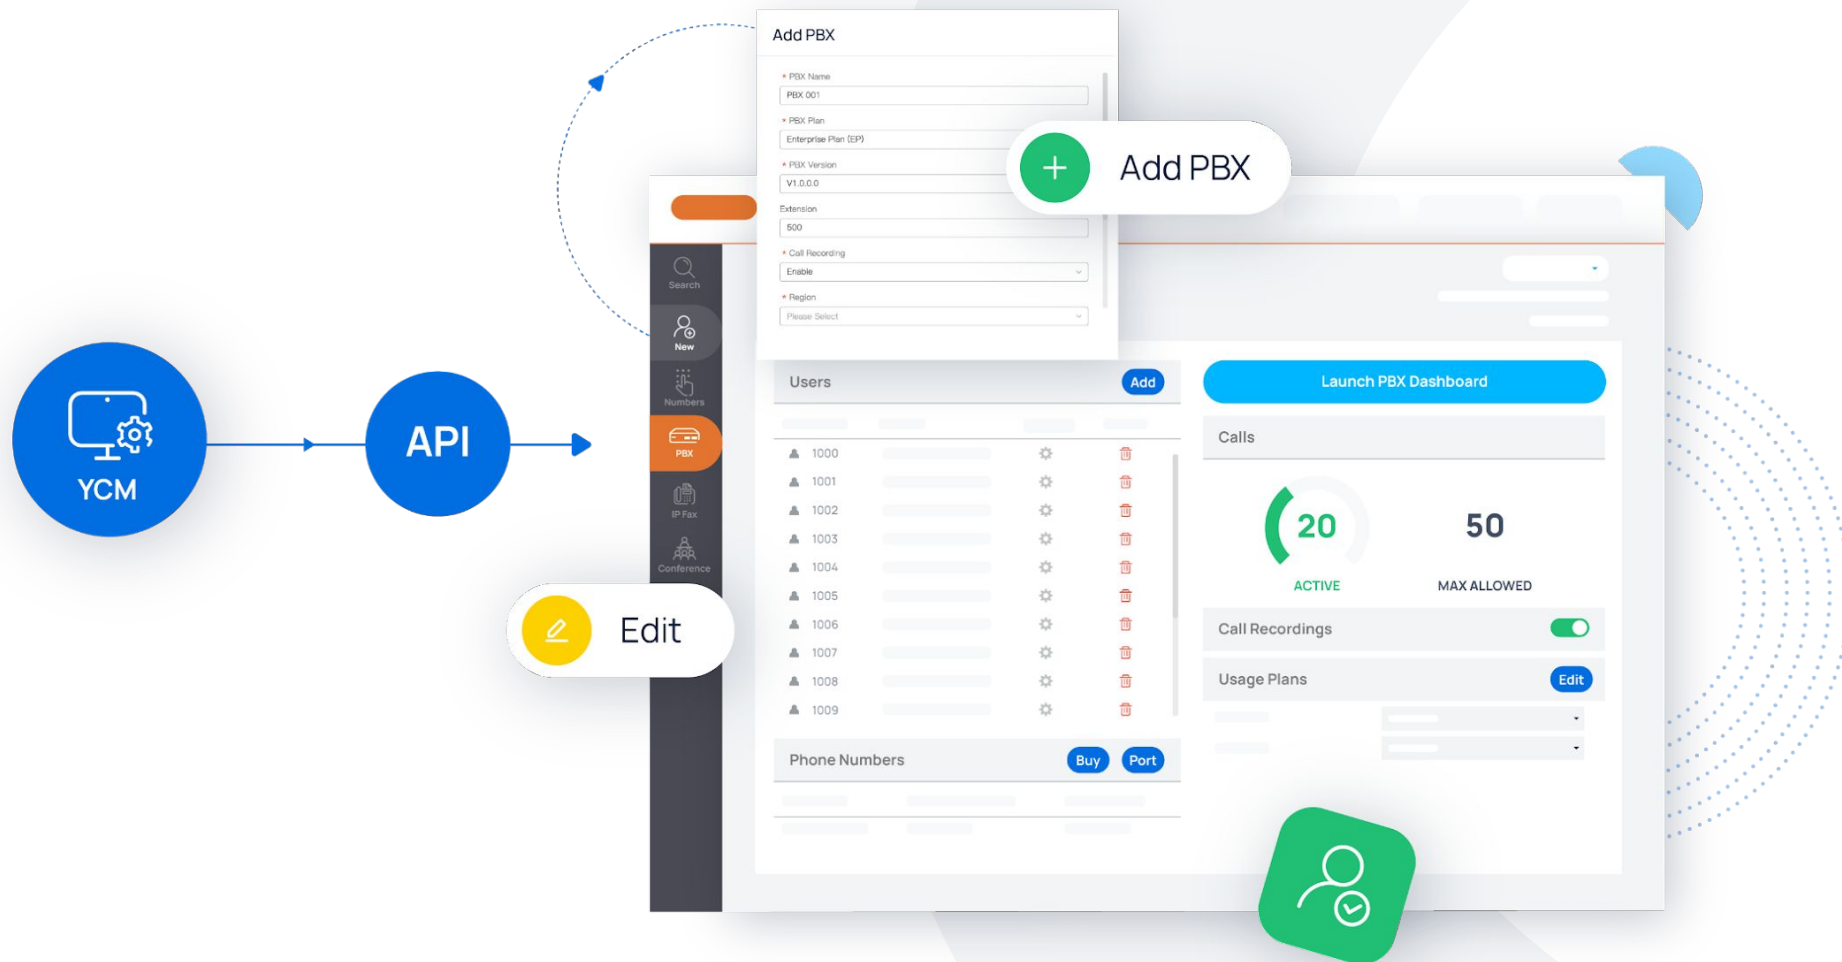 Add PBX
* PBX Name
PBX 001
* PBX Plan
Enterprise Plan (EP)
* PBX Version
V1.0.0.0
Extension
500
* Call Recording
Enable
* Region
Please Select
Add PBX
Search
New
Numbers
PBX
IP Fax
Conference
YCM
API
Edit
Users
Add
1000
1001
1002
1003
1004
1005
1006
1007
1008
1009
Phone Numbers
Buy
Port
Launch PBX Dashboard
Calls
20
50
ACTIVE
MAX ALLOWED
Call Recordings
Usage Plans
Edit